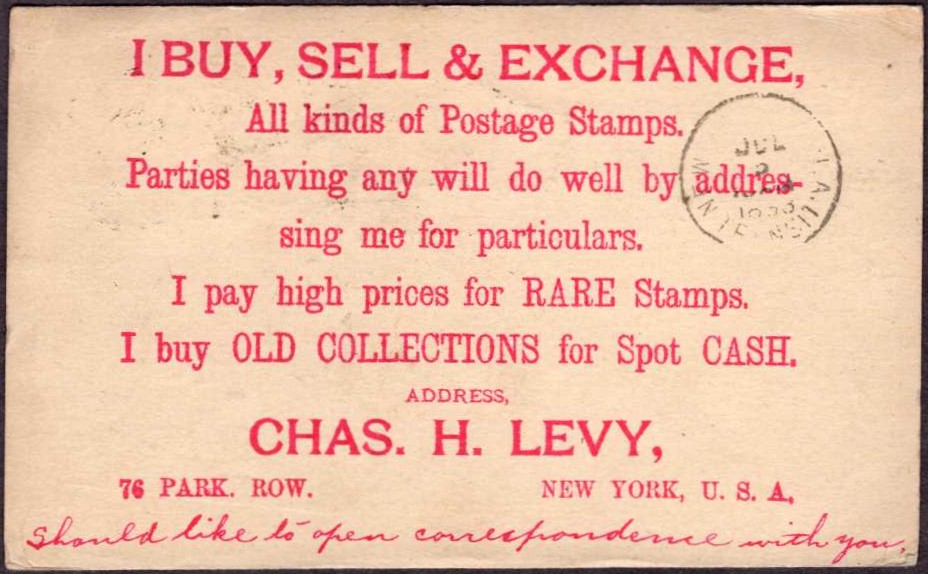 I BUY, SELL & EXCHANGE,
All kinds of Postage Stamps.
Parties having any will do well by addres-
sing me for particulars.
I pay high prices for RARE Stamps.
I buy OLD COLLECTIONS for Spot CASH.
ADDRESS,
CHAS. H. LEVY,
76 PARK. ROW.
NEW YORK, U. S. A.
Should like to open correspondence with you,
JUL